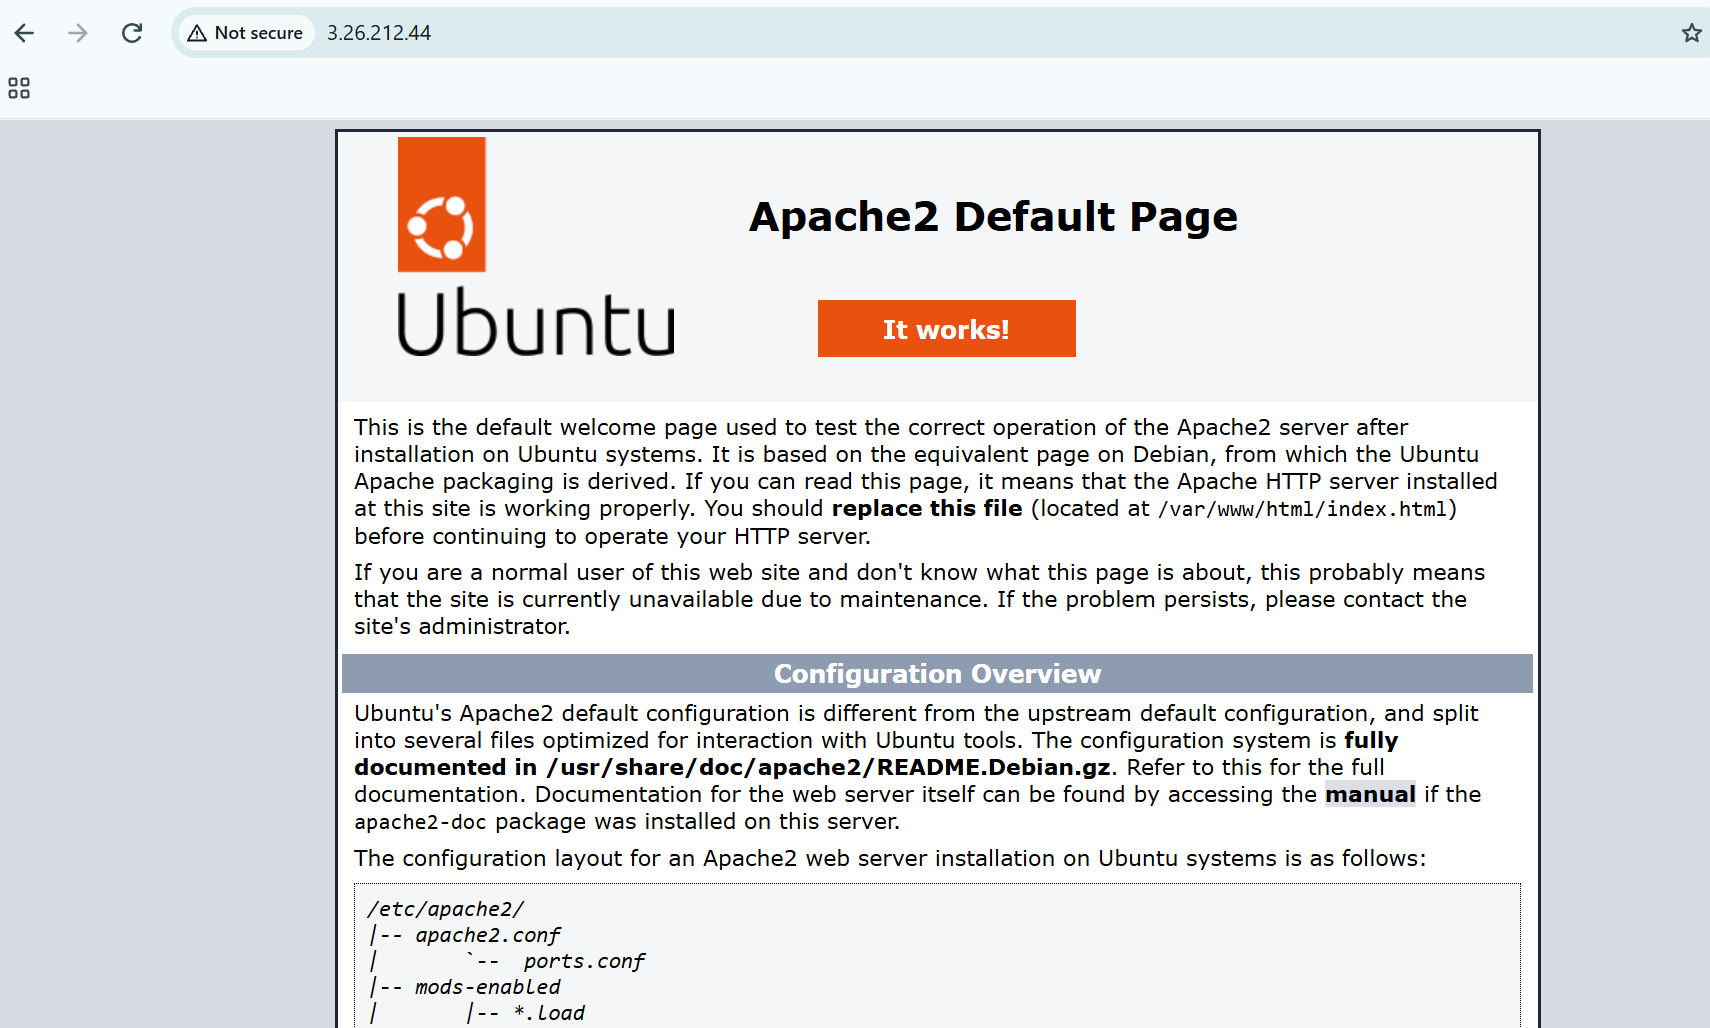 Not secure
3.26.212.44
Ubuntu
Apache2 Default Page
It works!
This is the default welcome page used to test the correct operation of the Apache2 server after
installation on Ubuntu systems. It is based on the equivalent page on Debian, from which the Ubuntu
Apache packaging is derived. If you can read this page, it means that the Apache HTTP server installed
at this site is working properly. You should replace this file (located at /var/www/html/index.html)
before continuing to operate your HTTP server.
If you are a normal user of this web site and don't know what this page is about, this probably means
that the site is currently unavailable due to maintenance. If the problem persists, please contact the
site's administrator.
Configuration Overview
Ubuntu's Apache2 default configuration is different from the upstream default configuration, and split
into several files optimized for interaction with Ubuntu tools. The configuration system is fully
documented in /usr/share/doc/apache2/README.Debian.gz. Refer to this for the full
documentation. Documentation for the web server itself can be found by accessing the manual if the
apache2-doc package was installed on this server.
The configuration layout for an Apache2 web server installation on Ubuntu systems is as follows:
/etc/apache2/
|-- apache2.conf
|       `--  ports.conf
|-- mods-enabled
|       |-- *.load